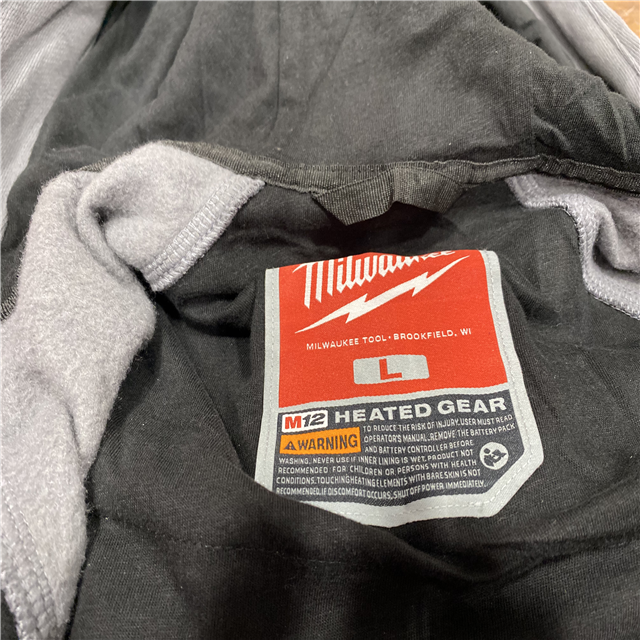 Milwaukee
MILWAUKEE TOOL • BROOKFIELD, WI
L
M12 HEATED GEAR
WARNING
TO REDUCE THE RISK OF INJURY, USER MUST READ
OPERATOR'S MANUAL. REMOVE THE BATTERY PACK
AND BATTERY CONTROLLER BEFORE
WASHING. NEVER USE IF INNER LINING IS WET. PRODUCT NOT
RECOMMENDED FOR CHILDREN OR PERSONS WITH HEALTH
CONDITIONS. TOUCHING HEATING ELEMENTS WITH BARE SKIN IS NOT
RECOMMENDED. IF DISCOMFORT OCCURS, SHUT OFF POWER IMMEDIATELY.